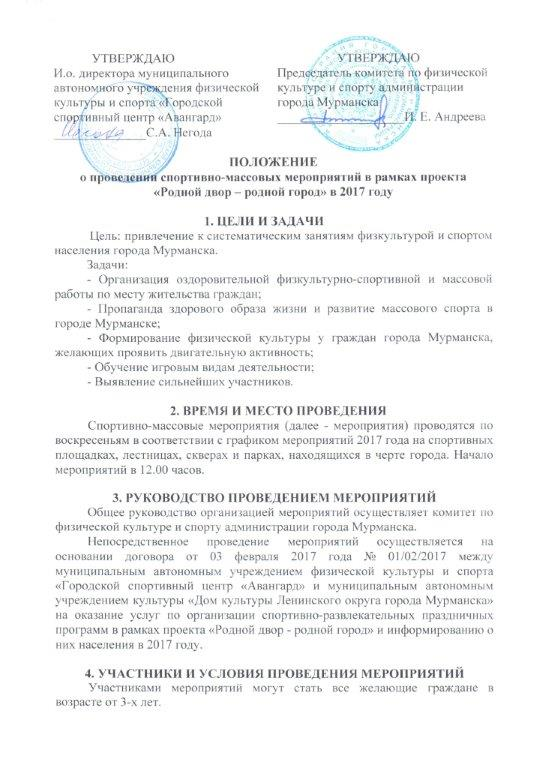 УТВЕРЖДАЮ
И.о. директора муниципального
автономного учреждения физической
культуры и спорта «Городской
спортивный центр «Авангард»
С.А. Негода
УТВЕРЖДАЮ
Председатель комитета по физической
культуре и спорту администрации
города Мурманска
И. Е. Андреева
ПОЛОЖЕНИЕ
о проведении спортивно-массовых мероприятий в рамках проекта
«Родной двор – родной город» в 2017 году
1. ЦЕЛИ И ЗАДАЧИ
Цель: привлечение к систематическим занятиям физкультурой и спортом
населения города Мурманска.
Задачи:
- Организация оздоровительной физкультурно-спортивной и массовой
работы по месту жительства граждан;
- Пропаганда здорового образа жизни и развитие массового спорта в
городе Мурманске;
- Формирование физической культуры у граждан города Мурманска,
желающих проявить двигательную активность;
- Обучение игровым видам деятельности;
- Выявление сильнейших участников.
2. ВРЕМЯ И МЕСТО ПРОВЕДЕНИЯ
Спортивно-массовые мероприятия (далее - мероприятия) проводятся по
воскресеньям в соответствии с графиком мероприятий 2017 года на спортивных
площадках, лестницах, скверах и парках, находящихся в черте города. Начало
мероприятий в 12.00 часов.
3. РУКОВОДСТВО ПРОВЕДЕНИЕМ МЕРОПРИЯТИЙ
Общее руководство организацией мероприятий осуществляет комитет по
физической культуре и спорту администрации города Мурманска.
Непосредственное проведение мероприятий осуществляется на
основании договора от 03 февраля 2017 года № 01/02/2017 между
муниципальным автономным учреждением физической культуры и спорта
«Городской спортивный центр «Авангард» и муниципальным автономным
учреждением культуры «Дом культуры Ленинского округа города Мурманска»
на оказание услуг по организации спортивно-развлекательных праздничных
программ в рамках проекта «Родной двор - родной город» и информированию о
них населения в 2017 году.
4. УЧАСТНИКИ И УСЛОВИЯ ПРОВЕДЕНИЯ МЕРОПРИЯТИЙ
Участниками мероприятий могут стать все желающие граждане в
возрасте от 3-х лет.